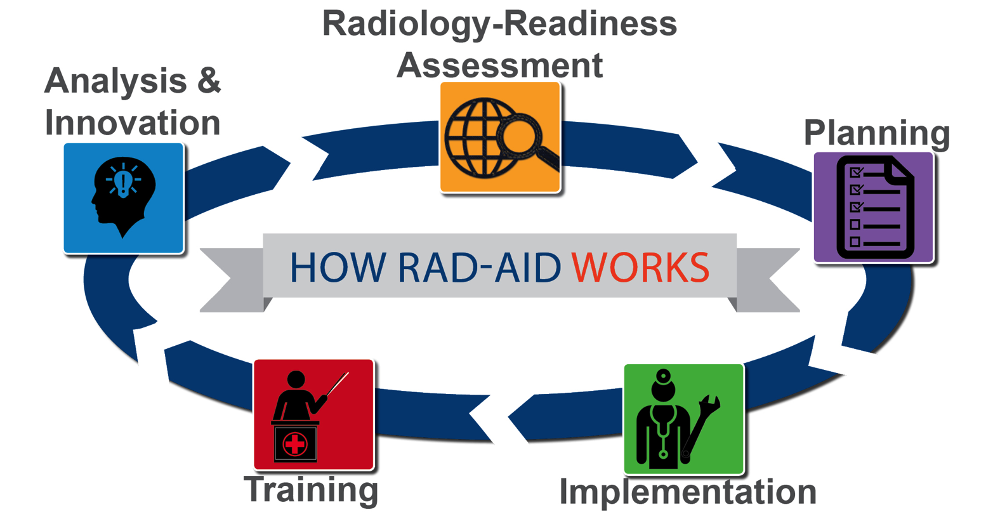 Radiology-Readiness
Assessment
Analysis &
Innovation
Planning
HOW RAD-AID WORKS
Training
Implementation